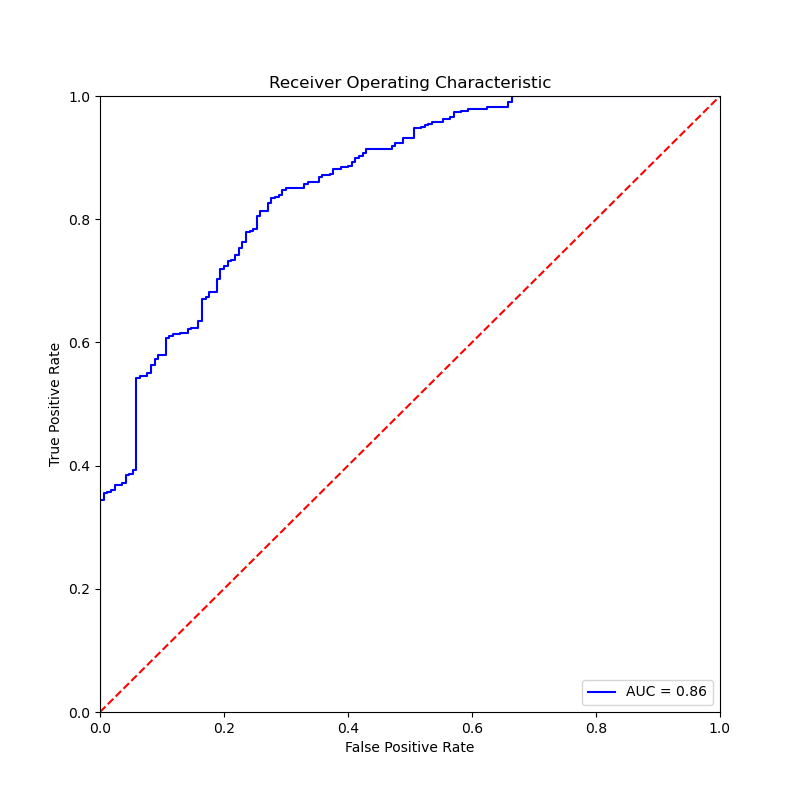 Receiver Operating Characteristic
1.0
0.8
0.6
0.4
0.2
0.0
True Positive Rate
AUC = 0.86
0.0 0.2 0.4 0.6 0.8 1.0
False Positive Rate